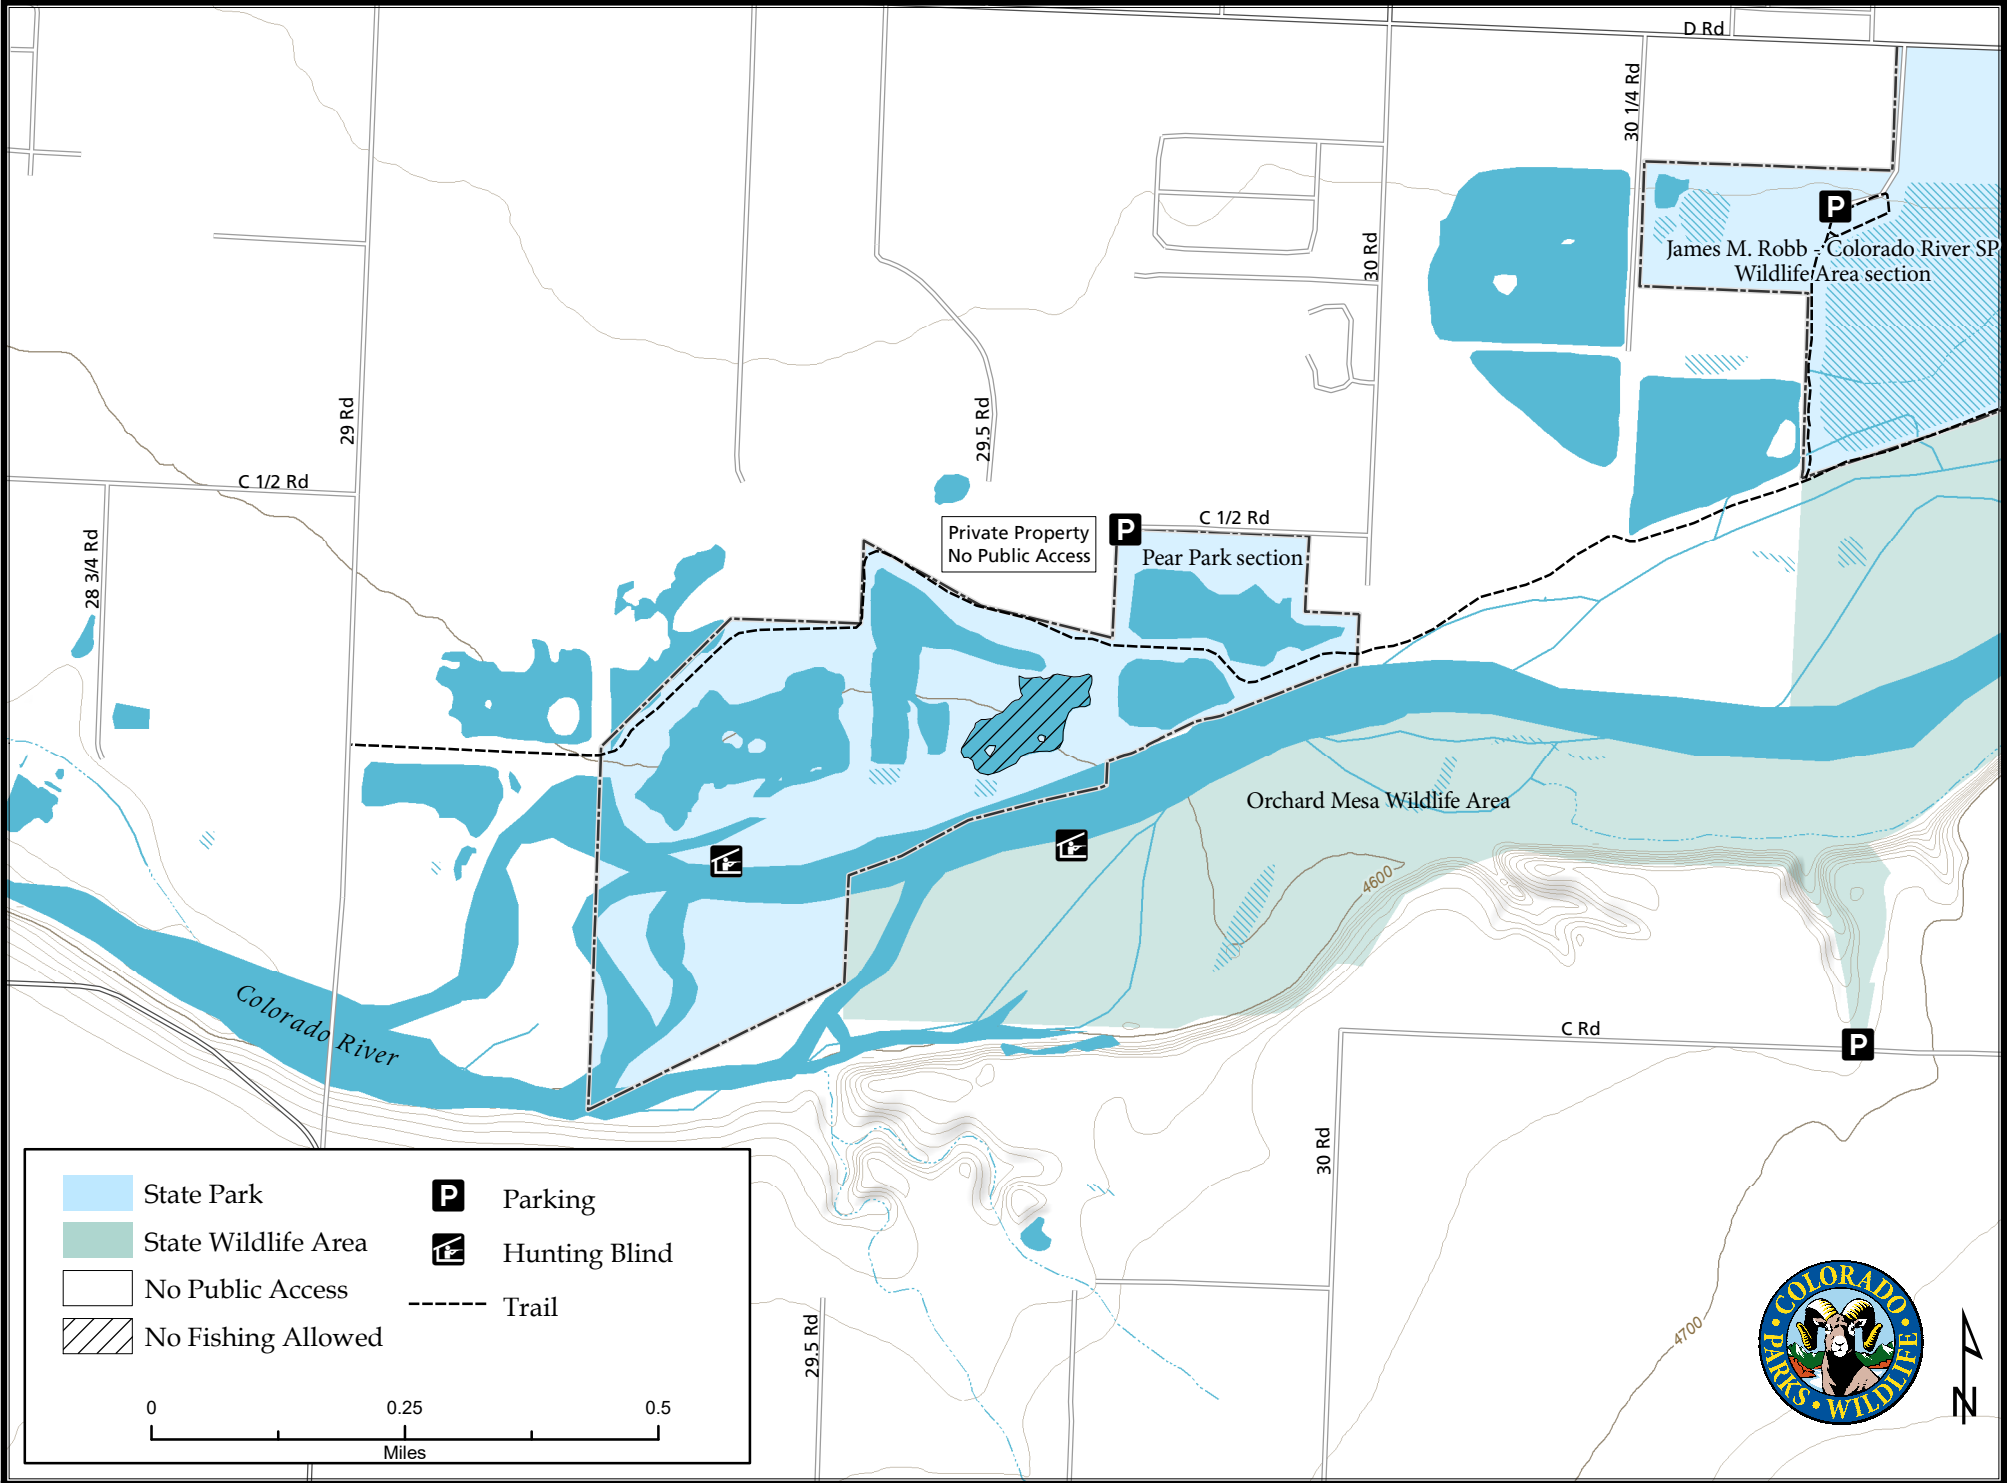 D Rd
30 1/4 Rd
P
James M. Robb - Colorado River SP
Wildlife Area section
30 Rd
29 Rd
29.5 Rd
C 1/2 Rd
28 3/4 Rd
Private Property
No Public Access
P
C 1/2 Rd
Pear Park section
Orchard Mesa Wildlife Area
4600
Colorado River
C Rd
P
30 Rd
29.5 Rd
4700
State Park
State Wildlife Area
No Public Access
No Fishing Allowed
P
Parking
Hunting Blind
Trail
0
0.25
0.5
Miles
COLORADO
PARKS • WILDLIFE
N